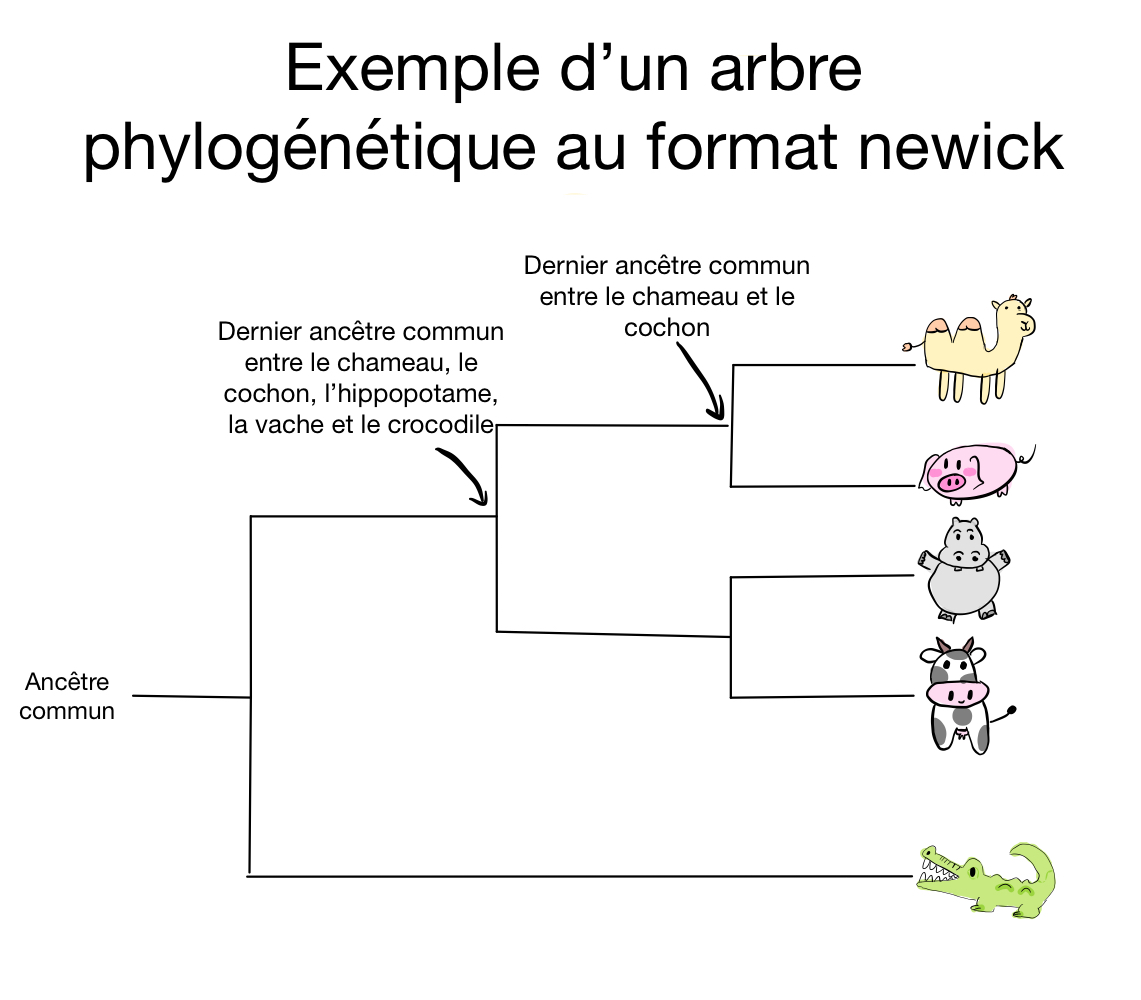 Exemple d’un arbre
phylogénétique au format newick
Dernier ancêtre commun
entre le chameau et le
cochon
Dernier ancêtre commun
entre le chameau, le
cochon, l’hippopotame,
la vache et le crocodile
Ancêtre
commun